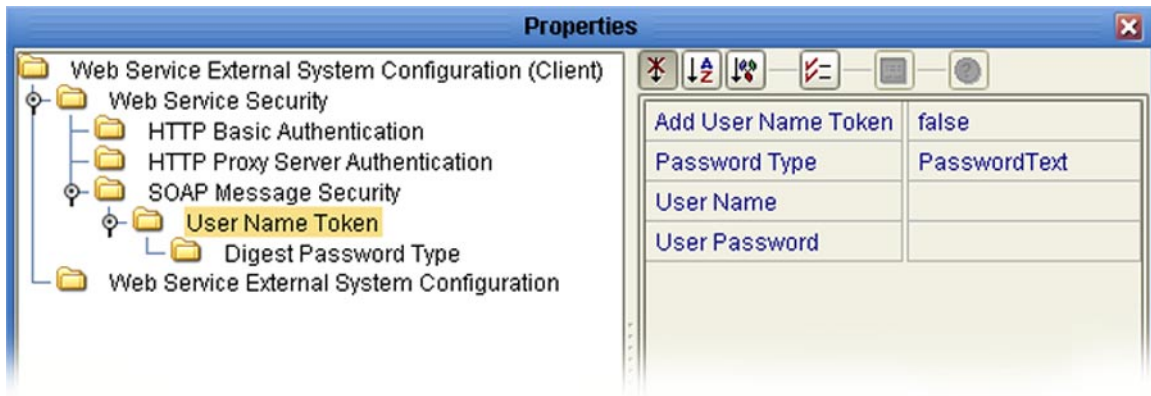 Properties
Web Service External System Configuration (Client)
Web Service Security
HTTP Basic Authentication
HTTP Proxy Server Authentication
SOAP Message Security
User Name Token
Digest Password Type
Web Service External System Configuration
Add User Name Token false
Password Type PasswordText
User Name
User Password